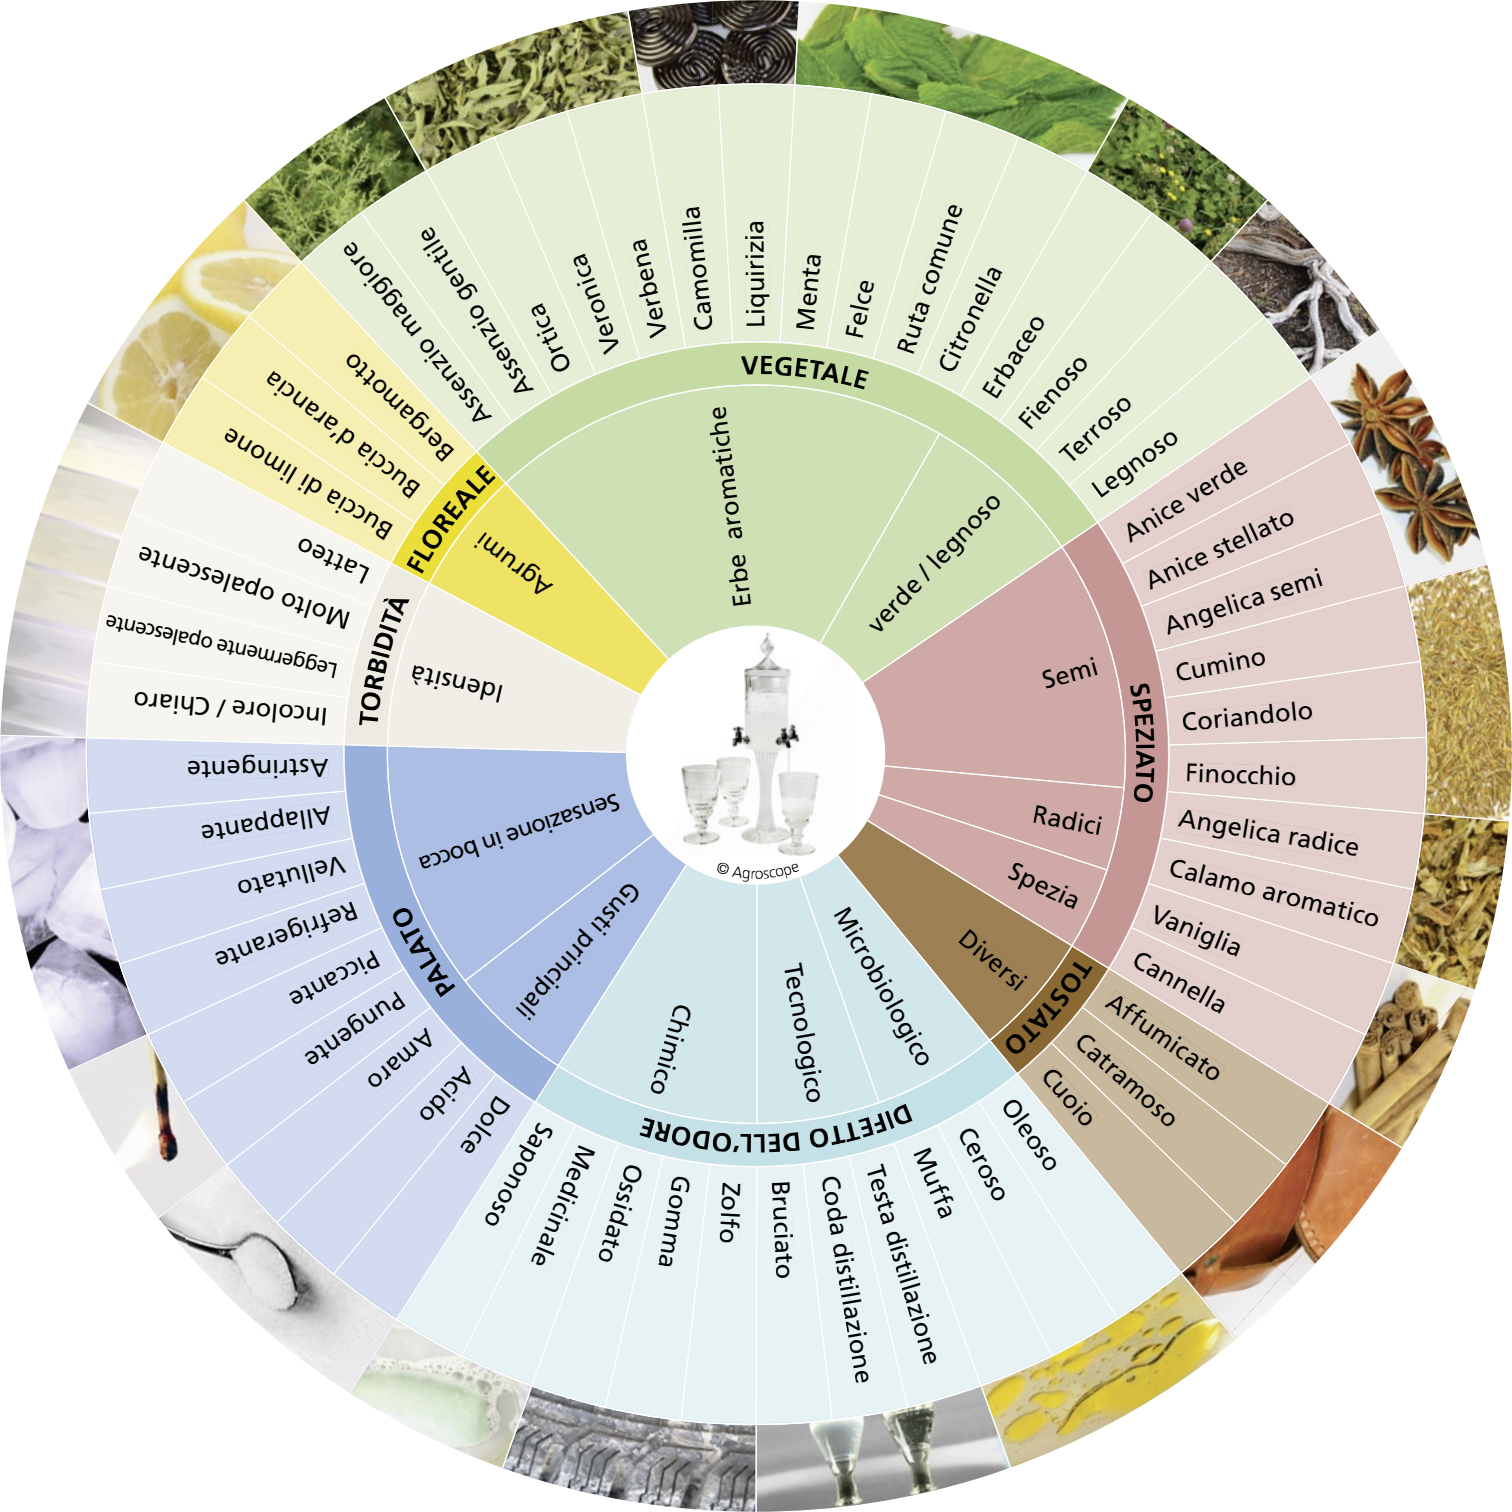 VEGETALE
Erbe aromatiche
verde / legnoso
Assenzio maggiore
Assenzio gentile
Ortica
Veronica
Verbena
Camomilla
Liquirizia
Menta
Felce
Ruta comune
Citronella
Erbaceo
Fienoso
Terroso
Legnoso
SPEZIATO
Semi
Radici
Spezia
Anice verde
Anice stellato
Angelica semi
Cumino
Coriandolo
Finocchio
Angelica radice
Calamo aromatico
Vaniglia
Cannella
TOSTATO
Diversi
Affumicato
Catramoso
Cuoio
DIFETTO DELL'ODORE
Microbiologico
Tecnologico
Chimico
Oleoso
Ceroso
Muffa
Testa distillazione
Coda distillazione
Bruciato
Zolfo
Gomma
Ossidato
Medicinale
Saponoso
PALATO
Gusti principali
Sensazione in bocca
Dolce
Acido
Amaro
Pungente
Piccante
Refrigerante
Vellutato
Allappante
Astringente
TORBIDITÀ
Idensità
Incolore / Chiaro
Leggermente opalescente
Molto opalescente
Latteo
FLOREALE
Agrumi
Buccia di limone
Buccia d'arancia
Bergamotto
© Agroscope